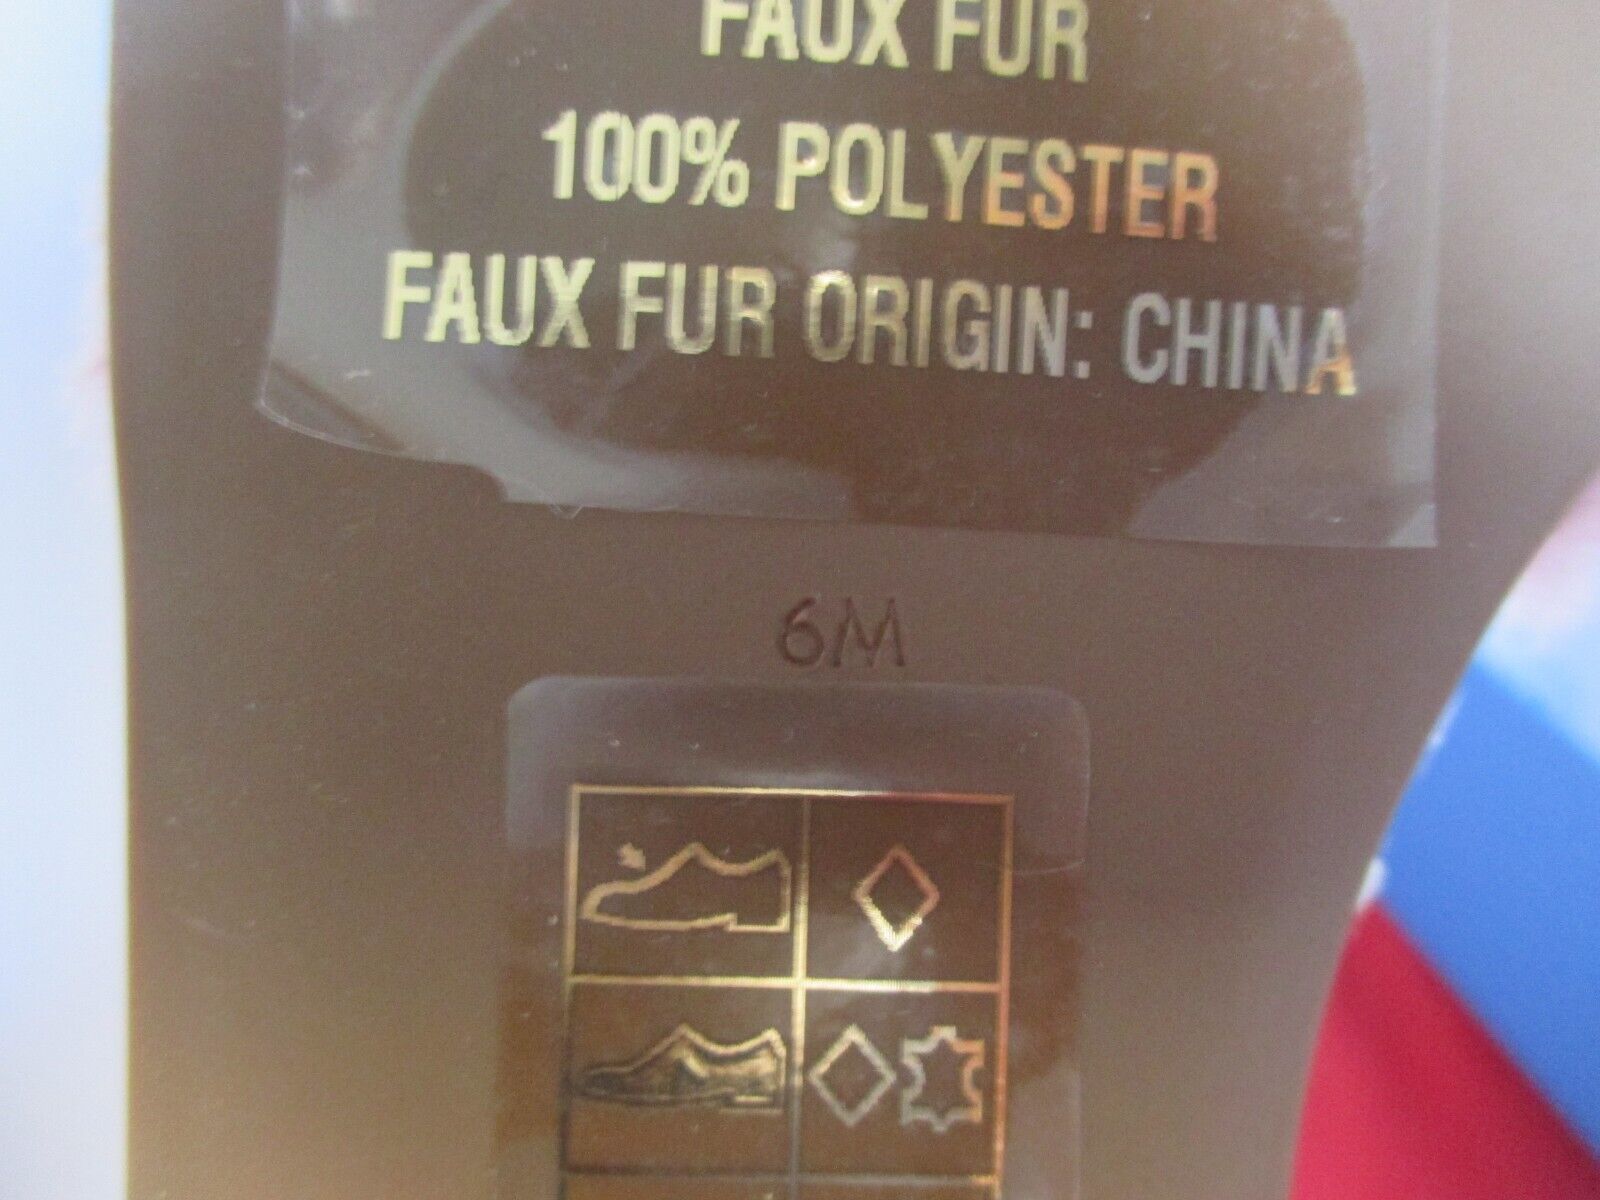 FAUX FUR
100% POLYESTER
FAUX FUR ORIGIN: CHINA
6M